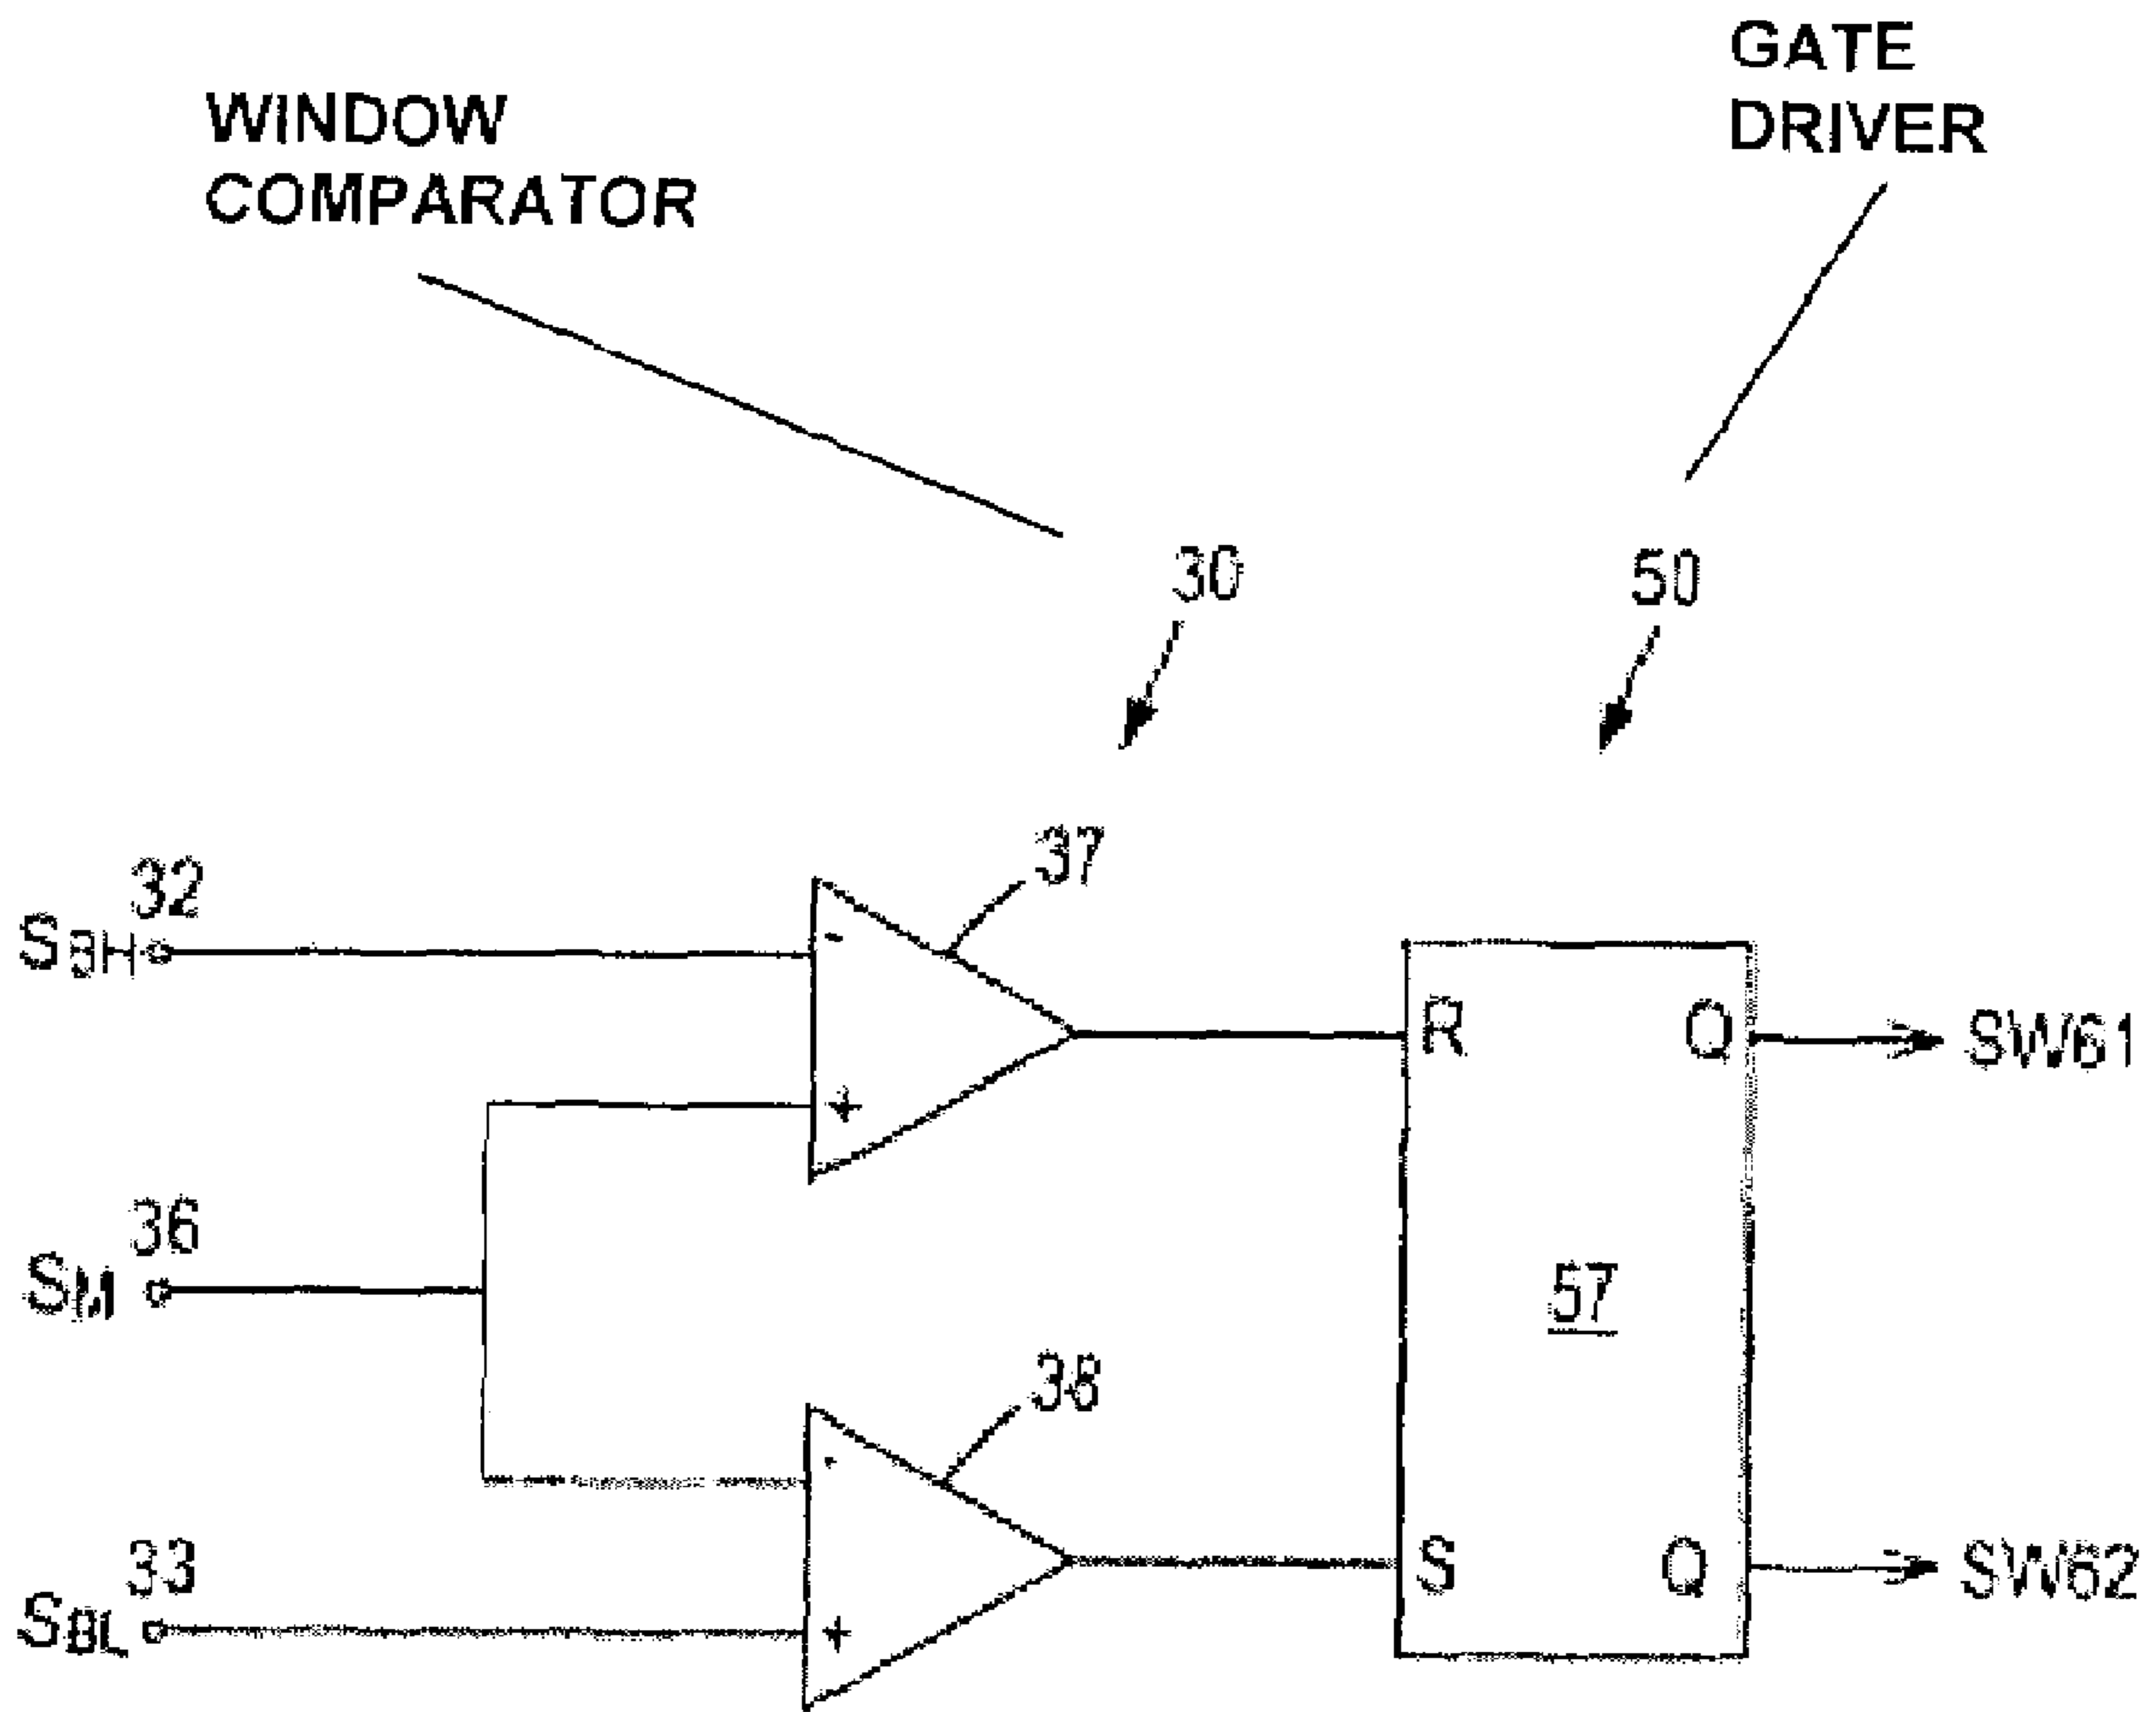 GATE
DRIVER
WINDOW
COMPARATOR
30
50
37
32
SBH
-
R
Q
SW61
+
36
SM
57
38
-
33
S
Q
SW62
SBL
+